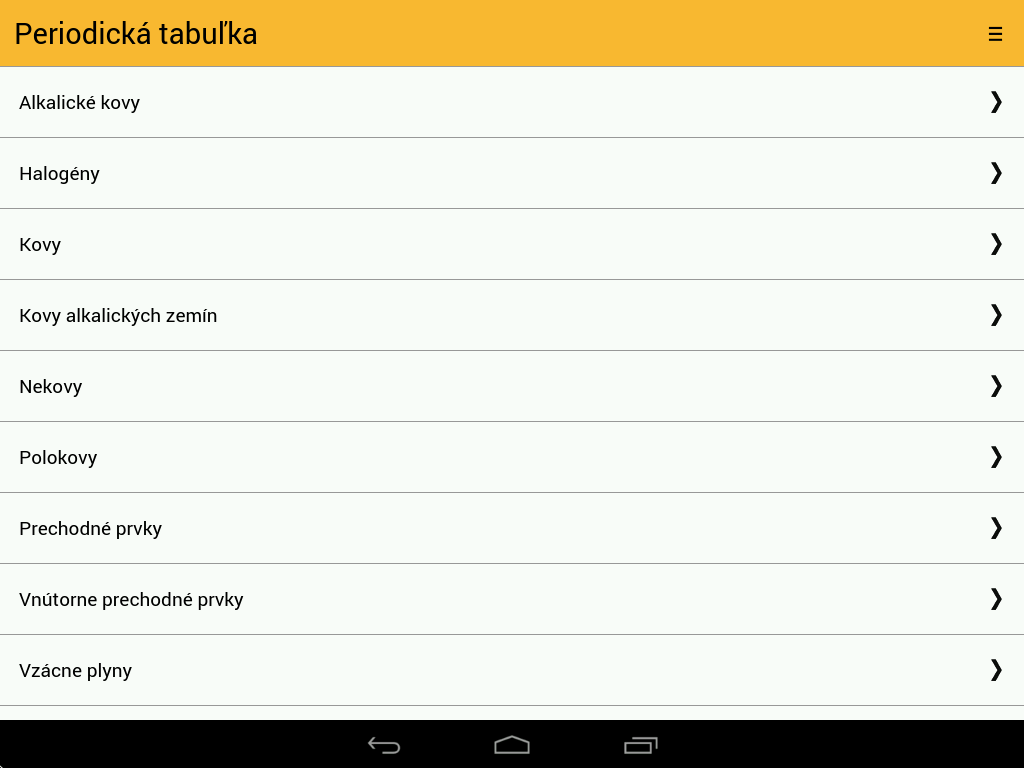 Periodická tabuľka
Alkalické kovy
Halogény
Kovy
Kovy alkalických zemín
Nekovy
Polokovy
Prechodné prvky
Vnútorne prechodné prvky
Vzácne plyny